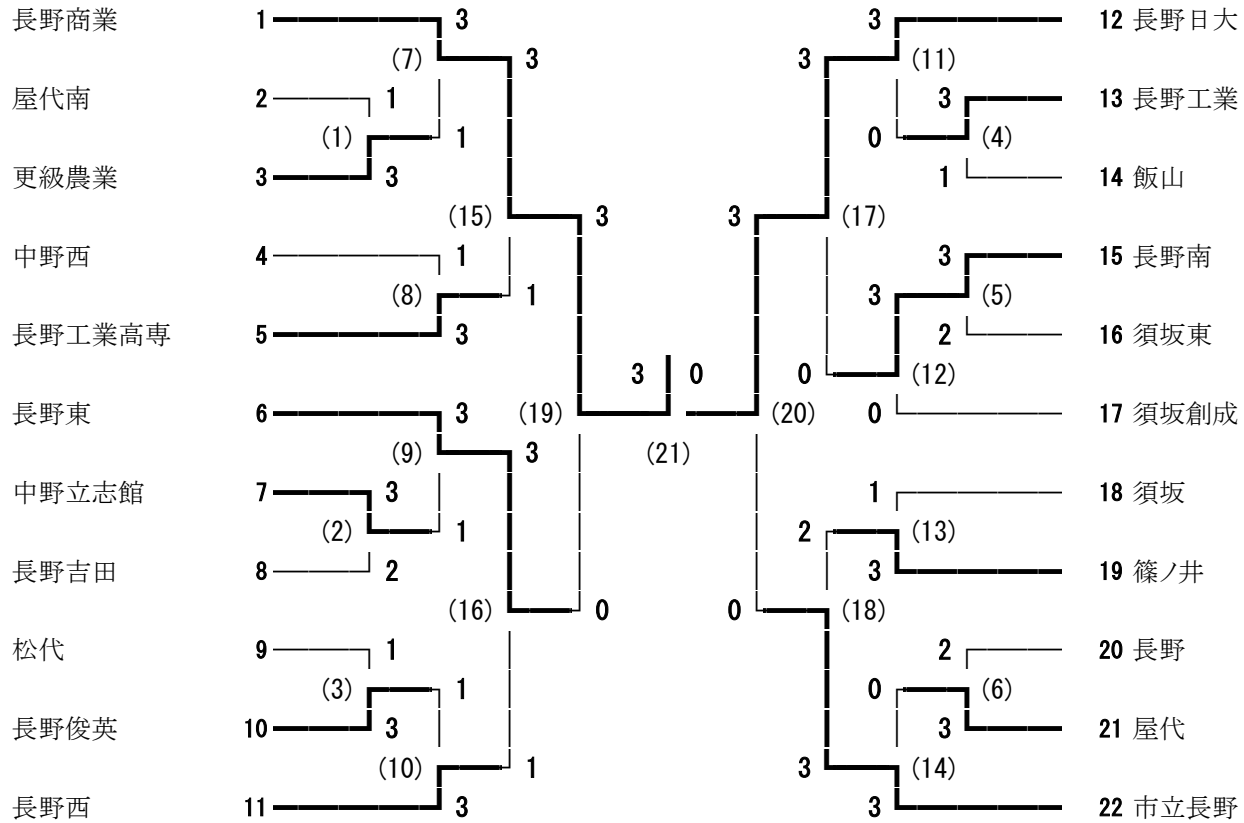 長野商業 1 3 3 12 長野日大
(7) 3 3 (11)
屋代南 2 1 3 13 長野工業
(1) 1 0 (4)
更級農業 3 3 1 14 飯山
(15) 3 3 (17)
中野西 4 1 3 15 長野南
(8) 1 3 (5)
長野工業高専 5 3 2 16 須坂東
3 0 0 (12)
長野東 6 3 (19) (20) 0 17 須坂創成
(9) 3 (21)
中野立志館 7 3 1 18 須坂
(2) 1 2 (13)
長野吉田 8 2 3 19 篠ノ井
(16) 0 0 (18)
松代 9 1 2 20 長野
(3) 1 0 (6)
長野俊英 10 3 3 21 屋代
(10) 1 3 (14)
長野西 11 3 3 22 市立長野